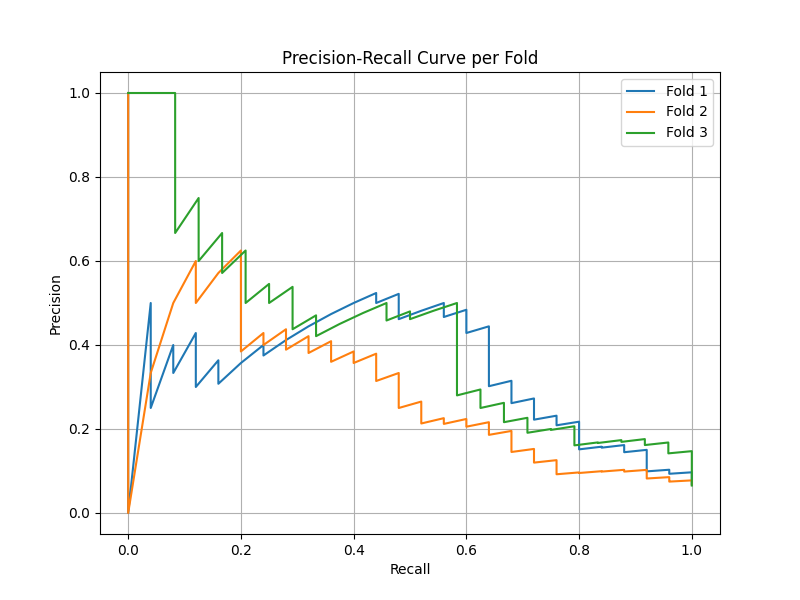 Precision-Recall Curve per Fold
Fold 1
Fold 2
Fold 3
Precision
1.0
0.8
0.6
0.4
0.2
0.0
0.0 0.2 0.4 0.6 0.8 1.0
Recall